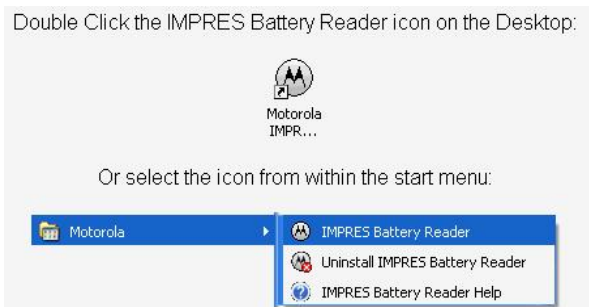 Double Click the IMPRES Battery Reader icon on the Desktop:
Motorola
IMPR...
Or select the icon from within the start menu:
Motorola
IMPRES Battery Reader
Uninstall IMPRES Battery Reader
IMPRES Battery Reader Help